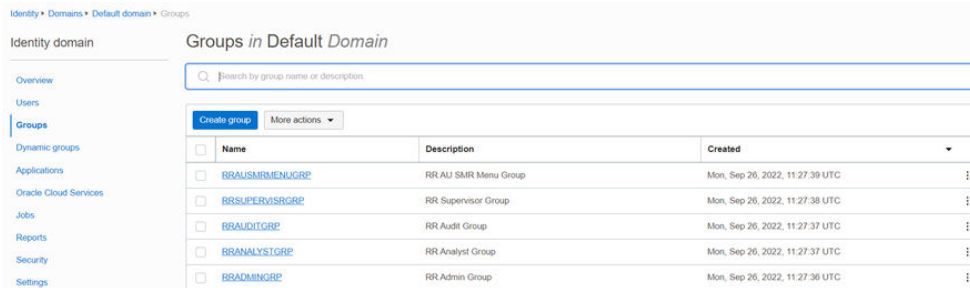 Identity Domains Default domain Groups
Identity domain
Groups in Default Domain
Search by group name or description.
Overview
Users
Groups
Dynamic groups
Applications
Oracle Cloud Services
Jobs
Reports
Security
Settings
Create group More actions
Name Description Created
RRAUSMRMENUGRP RR AU SMR Menu Group Mon, Sep 26, 2022, 11:27:39 UTC
RRSUPERVISRGRP RR Supervisor Group Mon, Sep 26, 2022, 11:27:38 UTC
RRAUDITGRP RR Audit Group Mon, Sep 26, 2022, 11:27:37 UTC
RRANALYSTGRP RR Analyst Group Mon, Sep 26, 2022, 11:27:37 UTC
RRADMINGRP RR Admin Group Mon, Sep 26, 2022, 11:27:36 UTC